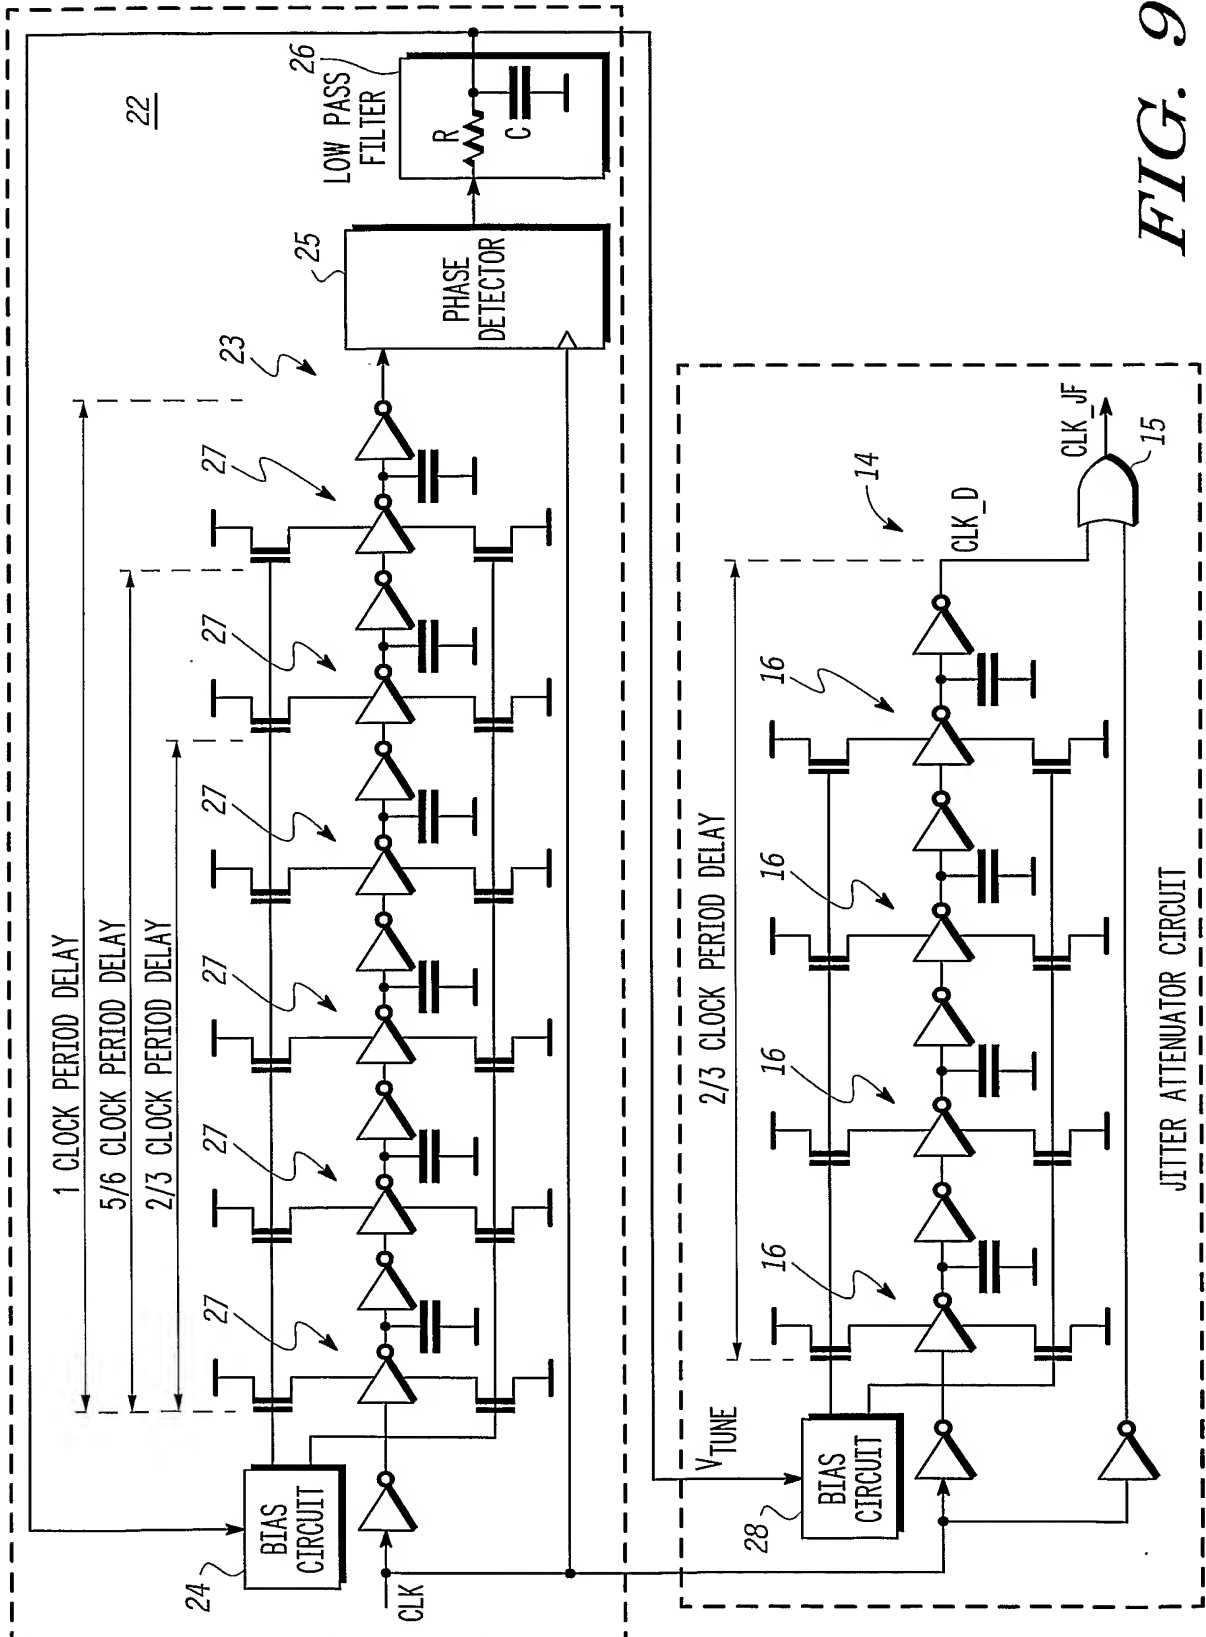 22
1 CLOCK PERIOD DELAY
5/6 CLOCK PERIOD DELAY
2/3 CLOCK PERIOD DELAY
27
27
27
27
27
27
23
24
BIAS
CIRCUIT
CLK
25
PHASE
DETECTOR
LOW PASS
FILTER
26
R
C
V_TUNE
28
BIAS
CIRCUIT
2/3 CLOCK PERIOD DELAY
16
16
16
16
14
CLK_D
CLK_JF
15
JITTER ATTENUATOR CIRCUIT
FIG. 9